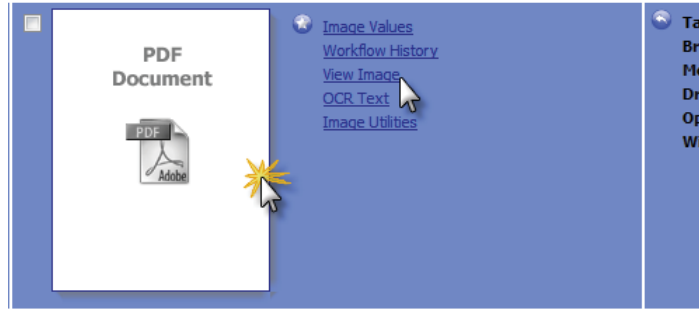 PDF
Document
PDF
Adobe
Image Values
Workflow History
View Image
OCR Text
Image Utilities